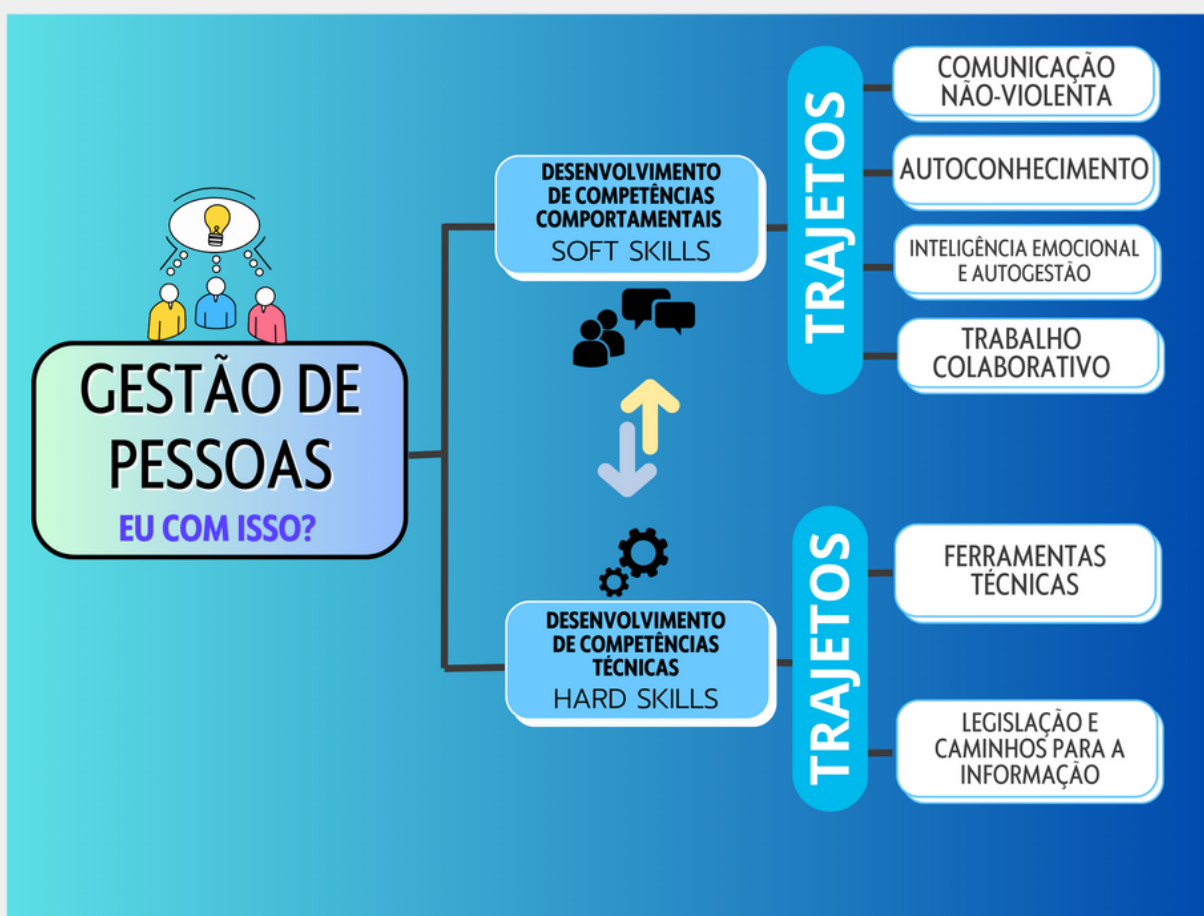 GESTÃO DE
PESSOAS
EU COM ISSO?
DESENVOLVIMENTO
DE COMPETÊNCIAS
COMPORTAMENTAIS
SOFT SKILLS
TRAJETOS
COMUNICAÇÃO
NÃO-VIOLENTA
AUTOCONHECIMENTO
INTELIGÊNCIA EMOCIONAL
E AUTOGESTÃO
TRABALHO
COLABORATIVO
DESENVOLVIMENTO
DE COMPETÊNCIAS
TÉCNICAS
HARD SKILLS
TRAJETOS
FERRAMENTAS
TÉCNICAS
LEGISLAÇÃO E
CAMINHOS PARA A
INFORMAÇÃO